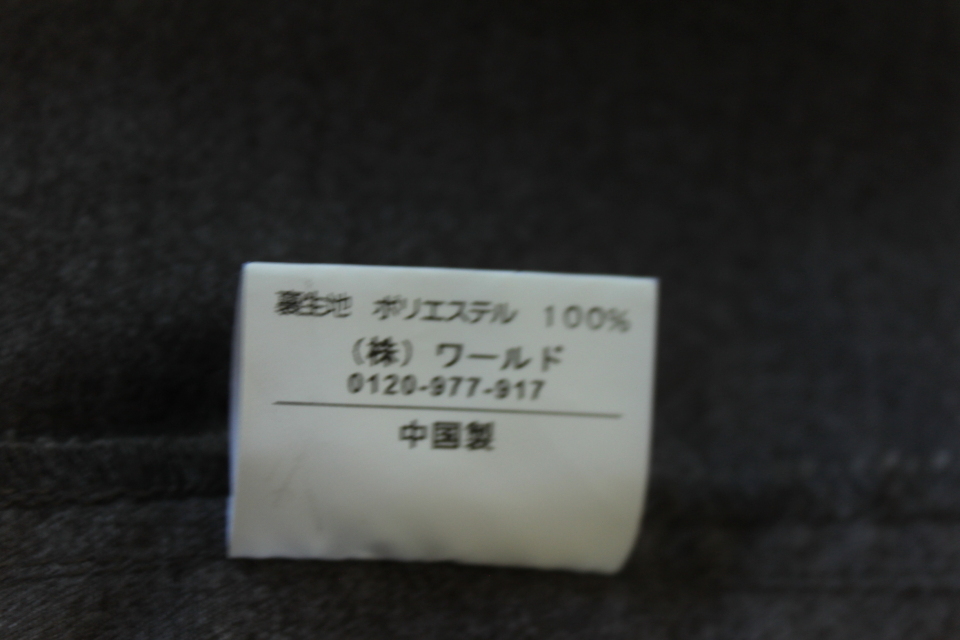 裏生地 ポリエステル 100%
（株）ワールド
0120-977-917
中国製